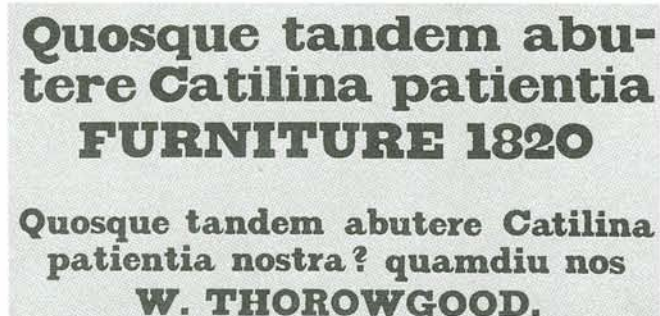 Quosque tandem abu-
tere Catilina patientia
FURNITURE 1820
Quosque tandem abutere Catilina
patientia nostra? quamdiu nos
W. THOROWGOOD.